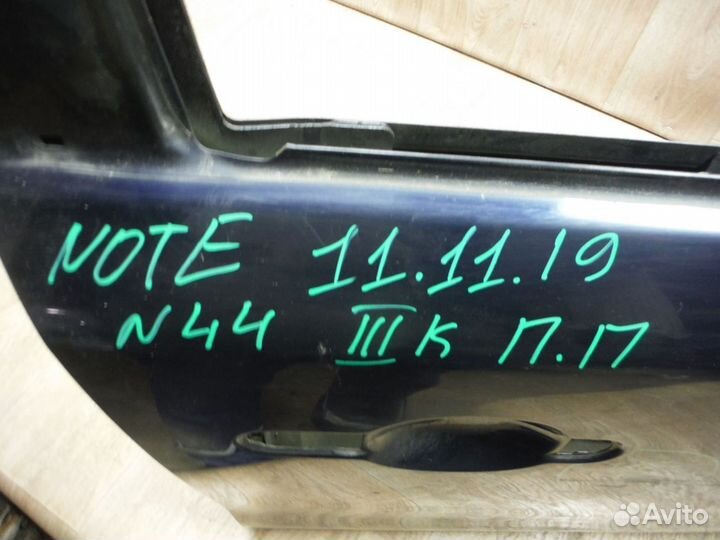 NOTE 11.11.19
N44 III К П.П
Avito